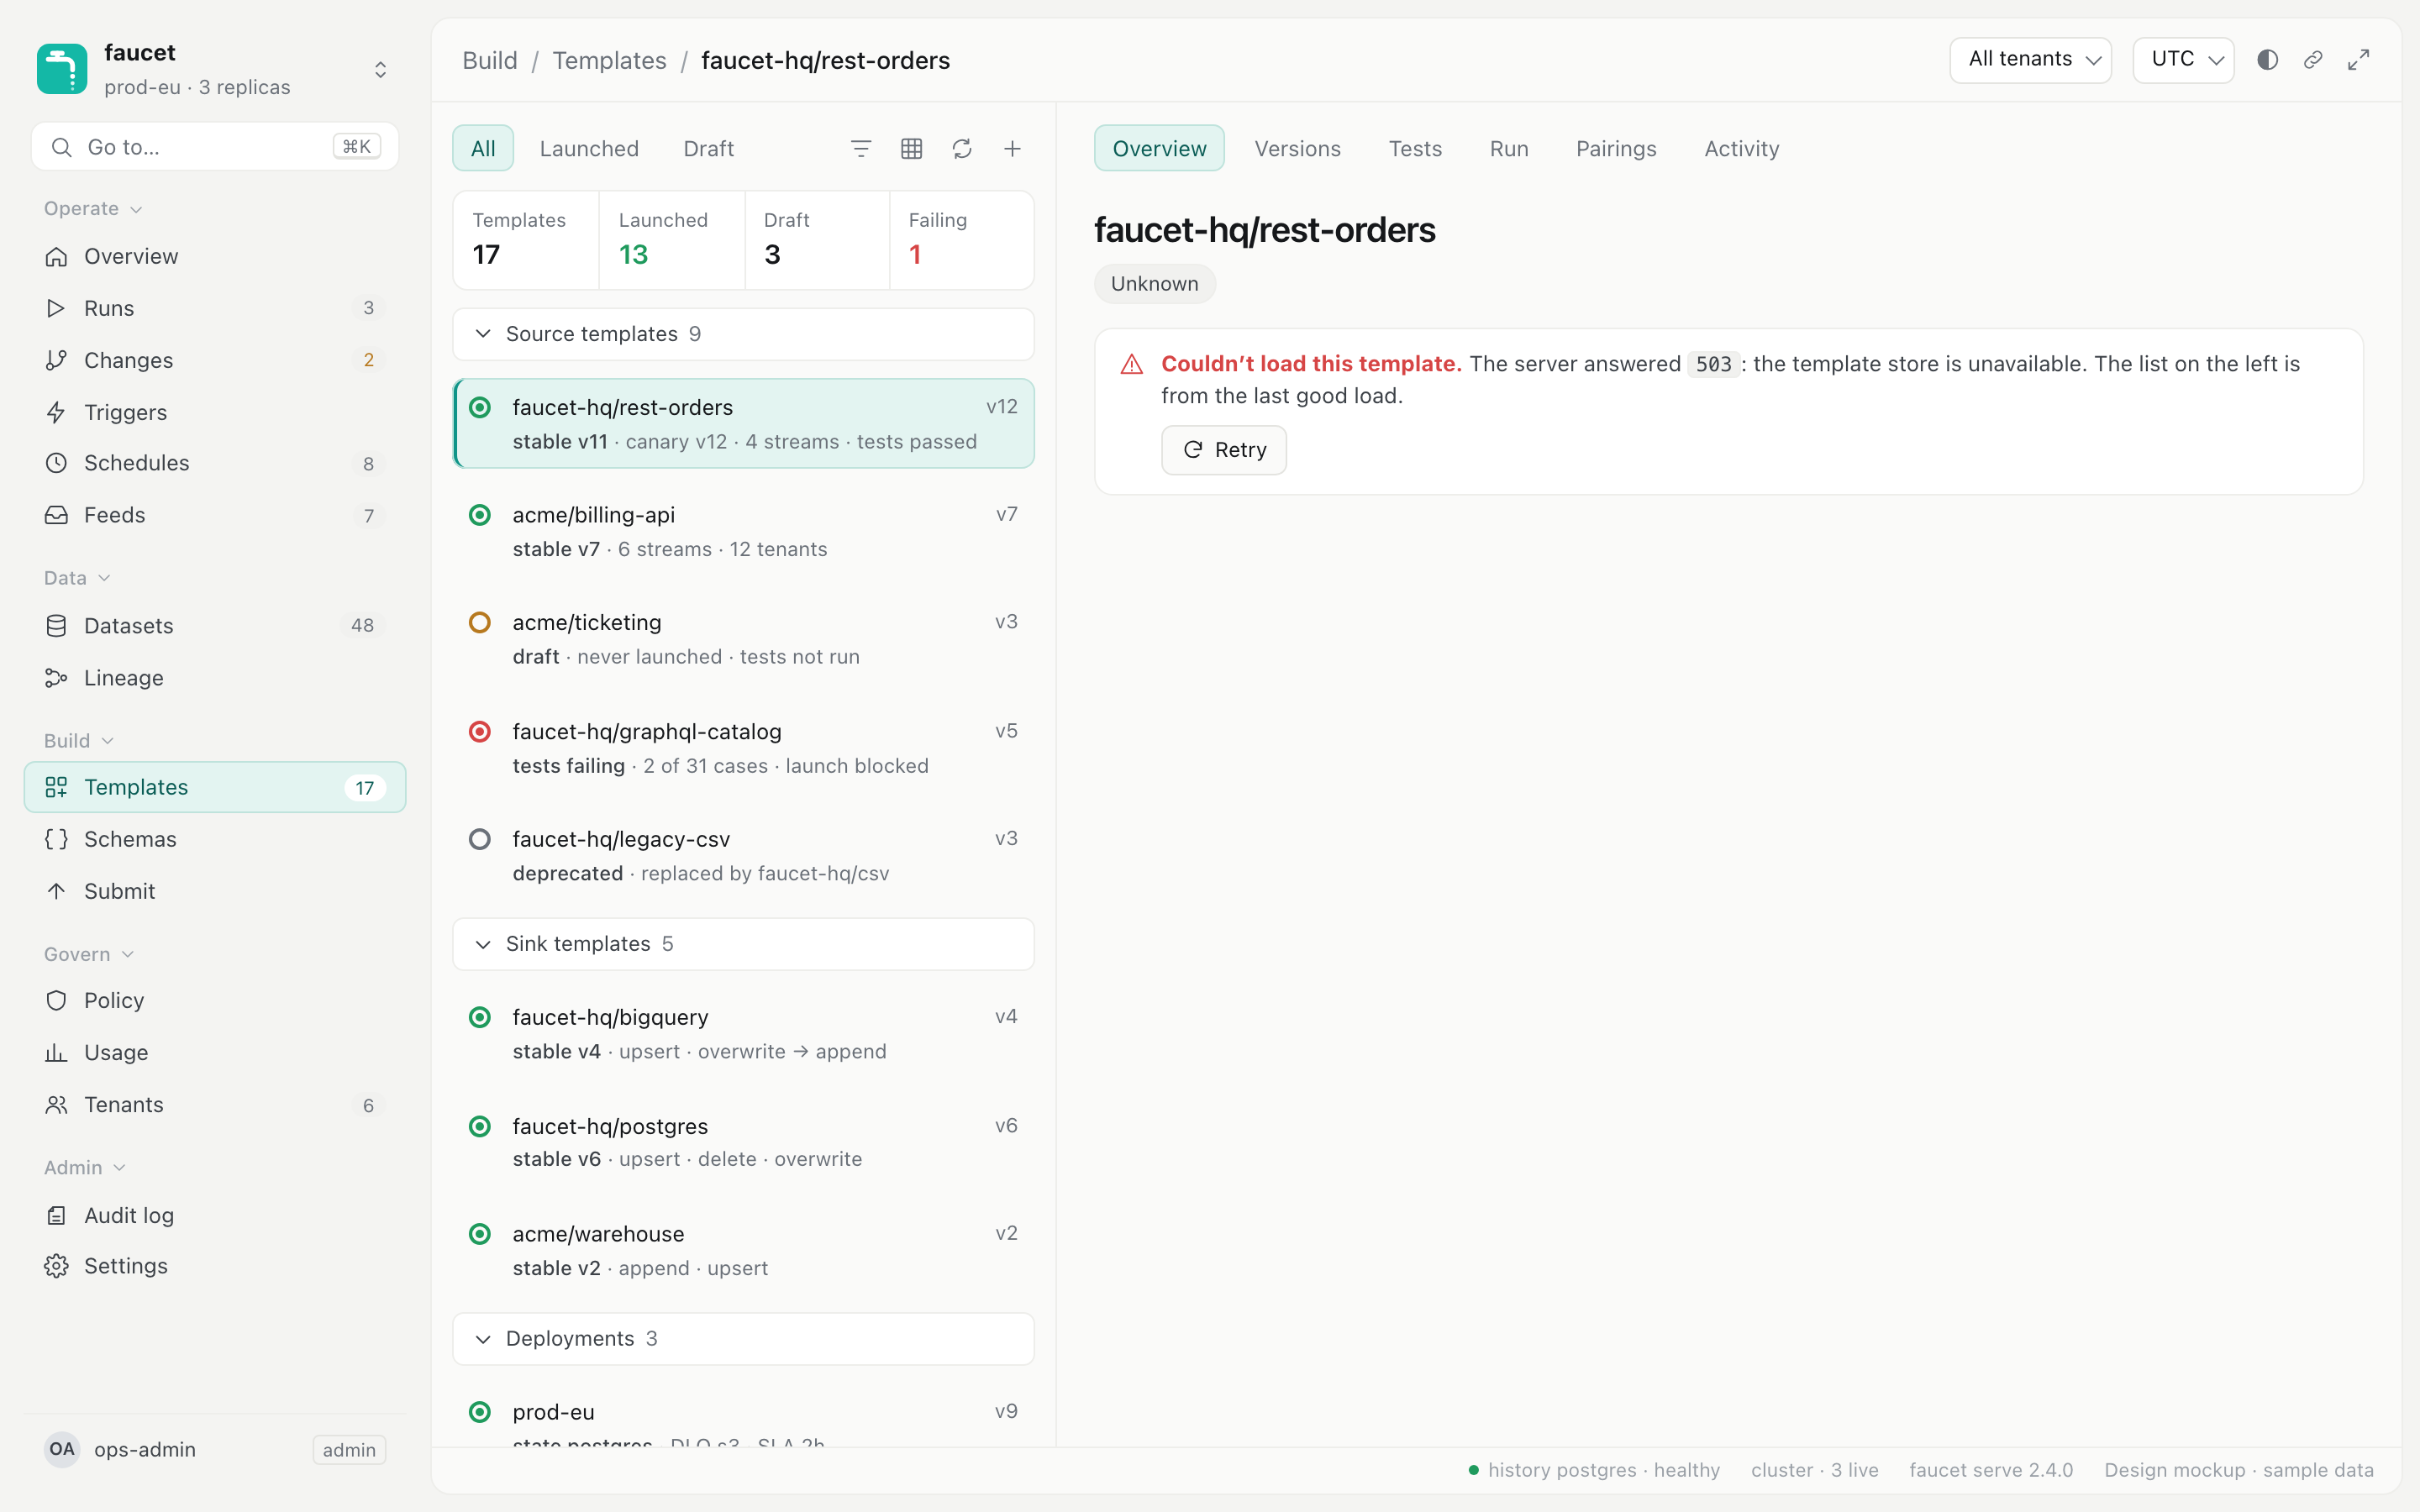 faucet
prod-eu · 3 replicas
Go to...
⌘K
Operate
Overview
Runs 3
Changes 2
Triggers
Schedules 8
Feeds 7
Data
Datasets 48
Lineage
Build
Templates 17
Schemas
Submit
Govern
Policy
Usage
Tenants 6
Admin
Audit log
Settings
OA ops-admin admin
Build / Templates / faucet-hq/rest-orders
All tenants
UTC
All Launched Draft
Templates Launched Draft Failing
17 13 3 1
Source templates 9
faucet-hq/rest-orders v12
stable v11 · canary v12 · 4 streams · tests passed
acme/billing-api v7
stable v7 · 6 streams · 12 tenants
acme/ticketing v3
draft · never launched · tests not run
faucet-hq/graphql-catalog v5
tests failing · 2 of 31 cases · launch blocked
faucet-hq/legacy-csv v3
deprecated · replaced by faucet-hq/csv
Sink templates 5
faucet-hq/bigquery v4
stable v4 · upsert · overwrite → append
faucet-hq/postgres v6
stable v6 · upsert · delete · overwrite
acme/warehouse v2
stable v2 · append · upsert
Deployments 3
prod-eu v9
state postgres · DLQ s3 · SLA 2h
Overview Versions Tests Run Pairings Activity
faucet-hq/rest-orders
Unknown
Couldn’t load this template. The server answered 503: the template store is unavailable. The list on the left is
from the last good load.
Retry
history postgres · healthy cluster · 3 live faucet serve 2.4.0 Design mockup · sample data